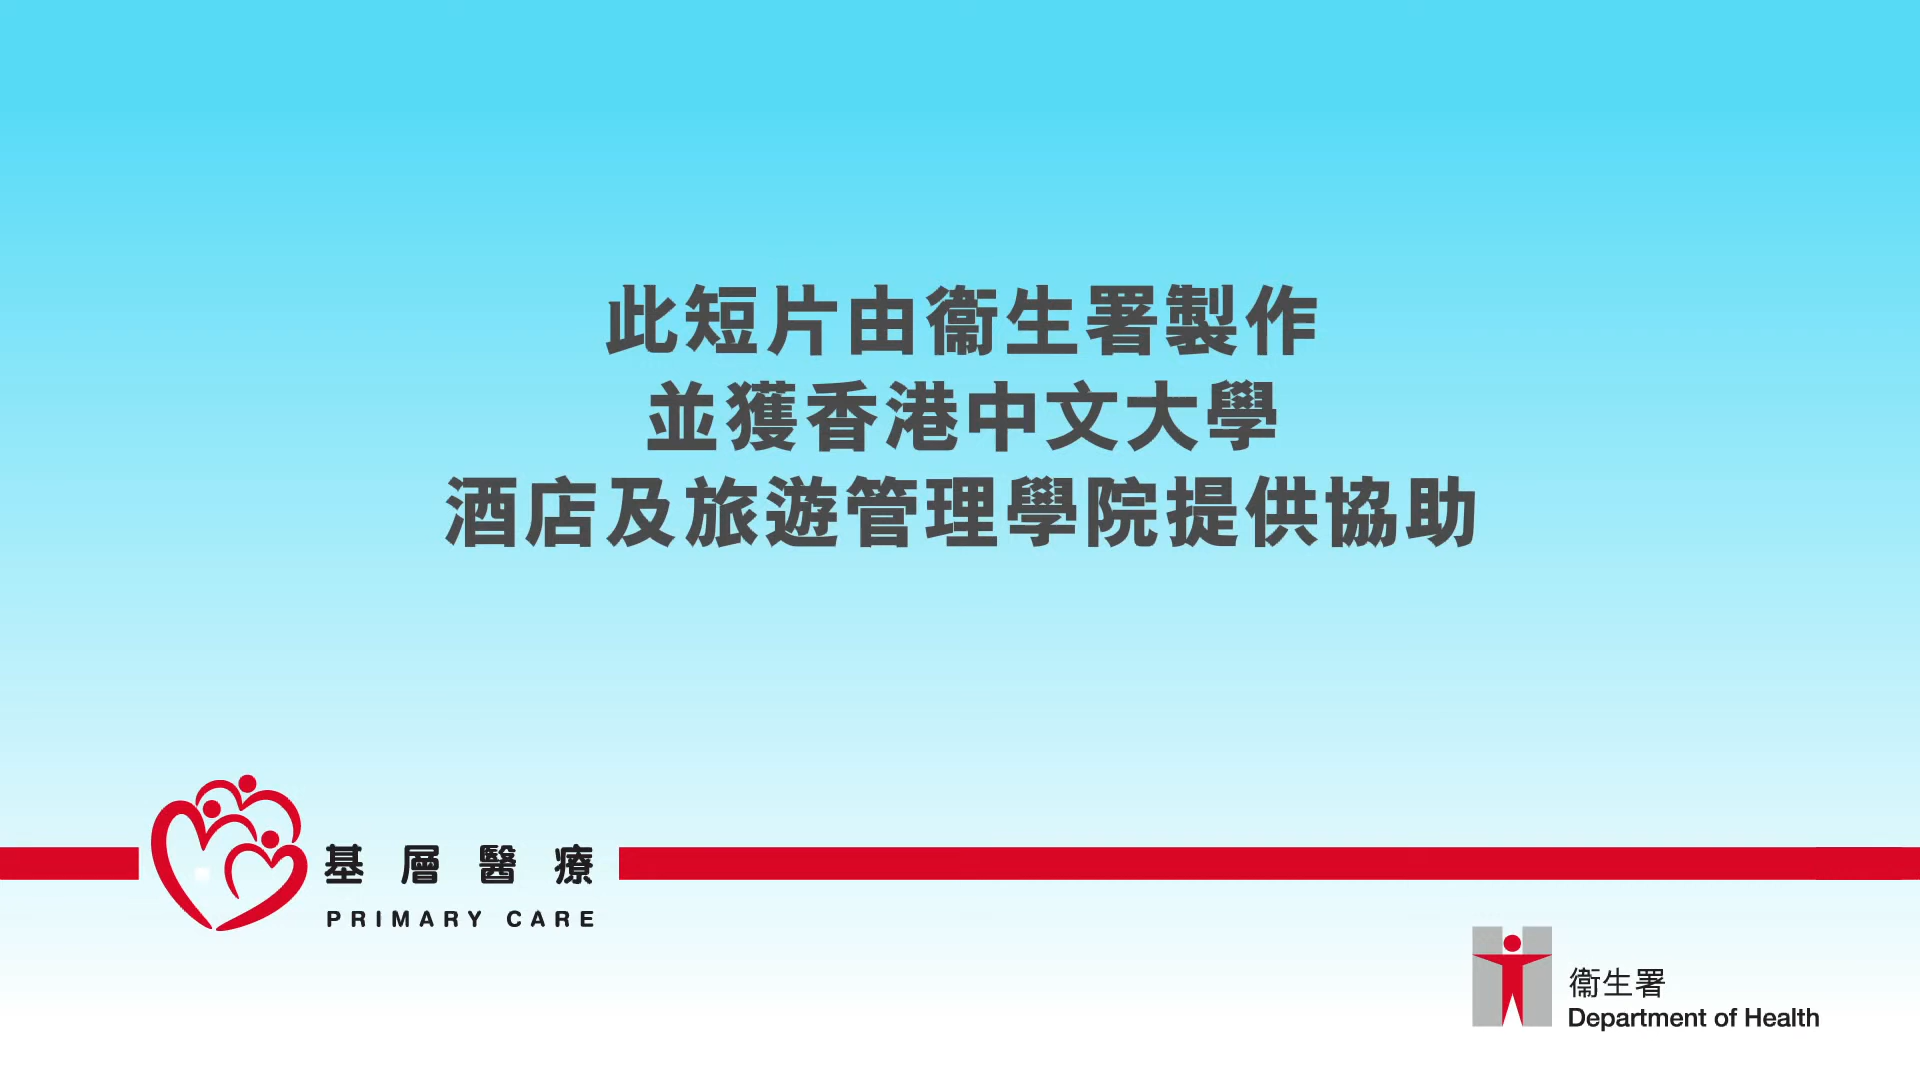 此短片由衞生署製作
並獲香港中文大學
酒店及旅遊管理學院提供協助
基層醫療
PRIMARY CARE
衞生署
Department of Health